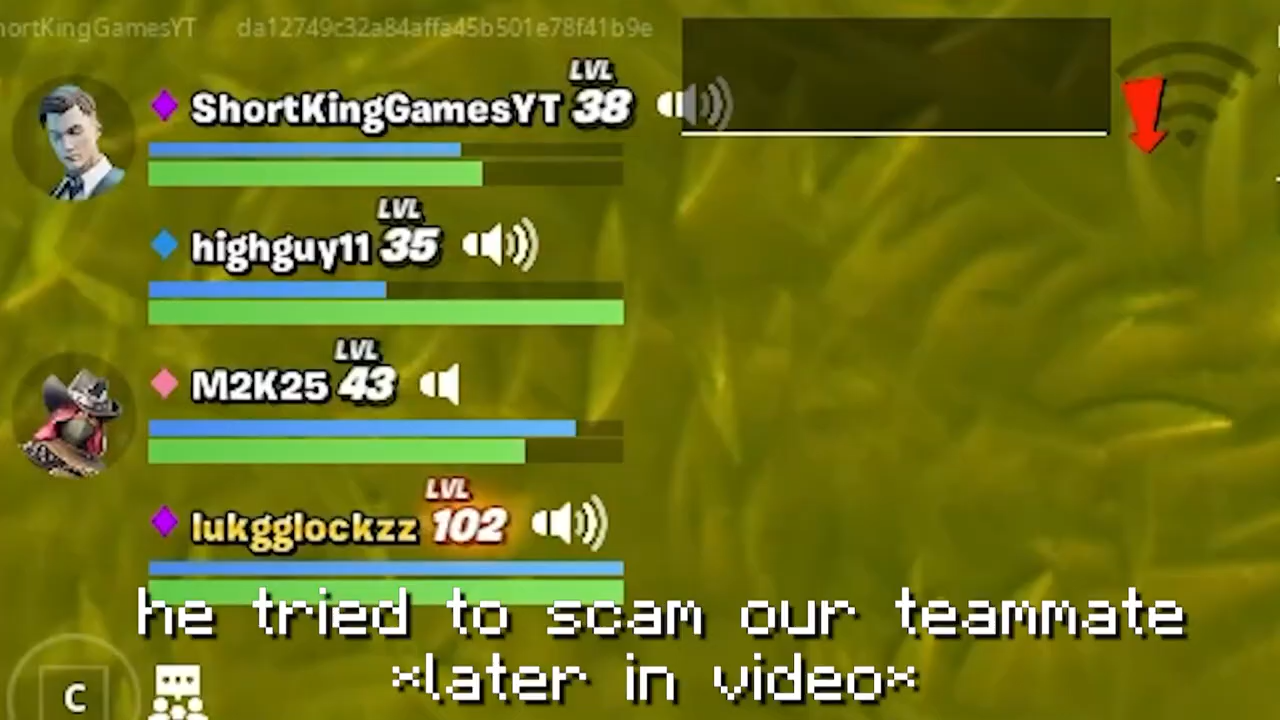 hortKingGamesYT da12749c32a84affa45b501e78f41b9e
LVL
ShortKingGamesYT 38
LVL
highguy11 35
LVL
M2K25 43
LVL
lukgglockzz 102
he tried to scam our teammate
*later in video*
C